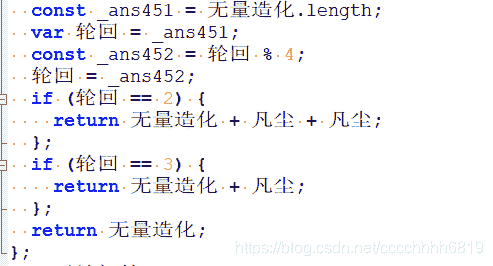 const _ans451 = 无量造化.length;
var 轮回 = _ans451;
const _ans452 = 轮回 % 4;
轮回 = _ans452;
if (轮回 == 2) {
return 无量造化 + 凡尘 + 凡尘;
};
if (轮回 == 3) {
return 无量造化 + 凡尘;
};
return 无量造化;
};
https://blog.csdn.net/cccchhhh6819